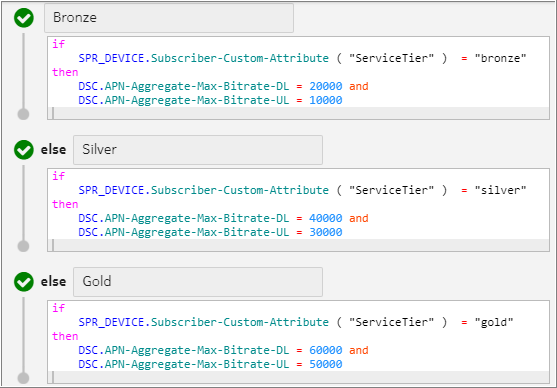 Bronze
if
SPR_DEVICE.Subscriber-Custom-Attribute ( "ServiceTier" ) = "bronze"
then
DSC.APN-Aggregate-Max-Bitrate-DL = 20000 and
DSC.APN-Aggregate-Max-Bitrate-UL = 10000
else Silver
if
SPR_DEVICE.Subscriber-Custom-Attribute ( "ServiceTier" ) = "silver"
then
DSC.APN-Aggregate-Max-Bitrate-DL = 40000 and
DSC.APN-Aggregate-Max-Bitrate-UL = 30000
else Gold
if
SPR_DEVICE.Subscriber-Custom-Attribute ( "ServiceTier" ) = "gold"
then
DSC.APN-Aggregate-Max-Bitrate-DL = 60000 and
DSC.APN-Aggregate-Max-Bitrate-UL = 50000